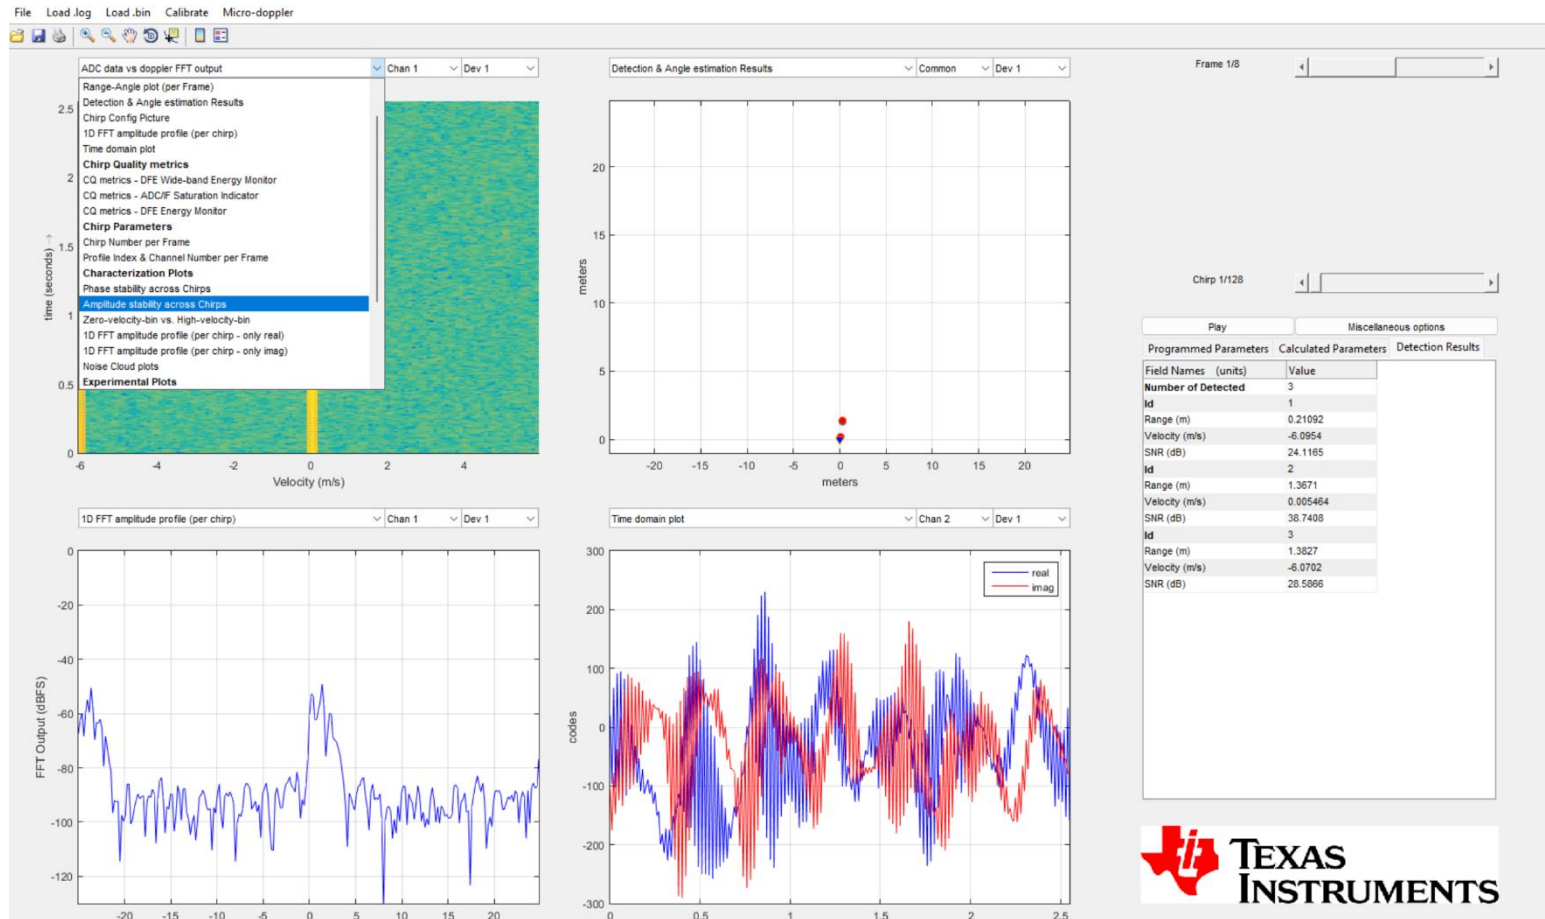 File Load .log Load .bin Calibrate Micro-doppler
ADC data vs doppler FFT output Chan 1 Dev 1
Range-Angle plot (per Frame)
Detection & Angle estimation Results
Chirp Config Picture
1D FFT amplitude profile (per chirp)
Time domain plot
Chirp Quality metrics
CQ metrics - DFE Wide-band Energy Monitor
CQ metrics - ADC/IF Saturation Indicator
CQ metrics - DFE Energy Monitor
Chirp Parameters
Chirp Number per Frame
Profile Index & Channel Number per Frame
Characterization Plots
Phase stability across Chirps
Amplitude stability across Chirps
Zero-velocity-bin vs. High-velocity-bin
1D FFT amplitude profile (per chirp - only real)
1D FFT amplitude profile (per chirp - only imag)
Noise Cloud plots
Experimental Plots
2.5
2
1.5
1
0.5
0
time (seconds) →
-6 -4 -2 0 2 4
Velocity (m/s)
Detection & Angle estimation Results Common Dev 1
20
15
10
5
0
meters
-20 -15 -10 -5 0 5 10 15 20
meters
Frame 1/8
Chirp 1/128
Play Miscellaneous options
Programmed Parameters Calculated Parameters Detection Results
Field Names (units) Value
Number of Detected 3
Id 1
Range (m) 0.21092
Velocity (m/s) -6.0954
SNR (dB) 24.1165
Id 2
Range (m) 1.3671
Velocity (m/s) 0.005464
SNR (dB) 38.7408
Id 3
Range (m) 1.3827
Velocity (m/s) -6.0702
SNR (dB) 28.5866
1D FFT amplitude profile (per chirp) Chan 1 Dev 1
0
-20
-40
-60
-80
-100
-120
FFT Output (dBFS)
-20 -15 -10 -5 0 5 10 15 20
Time domain plot Chan 2 Dev 1
300
200
100
0
-100
-200
-300
codes
real
imag
0 0.5 1 1.5 2 2.5
TEXAS
INSTRUMENTS